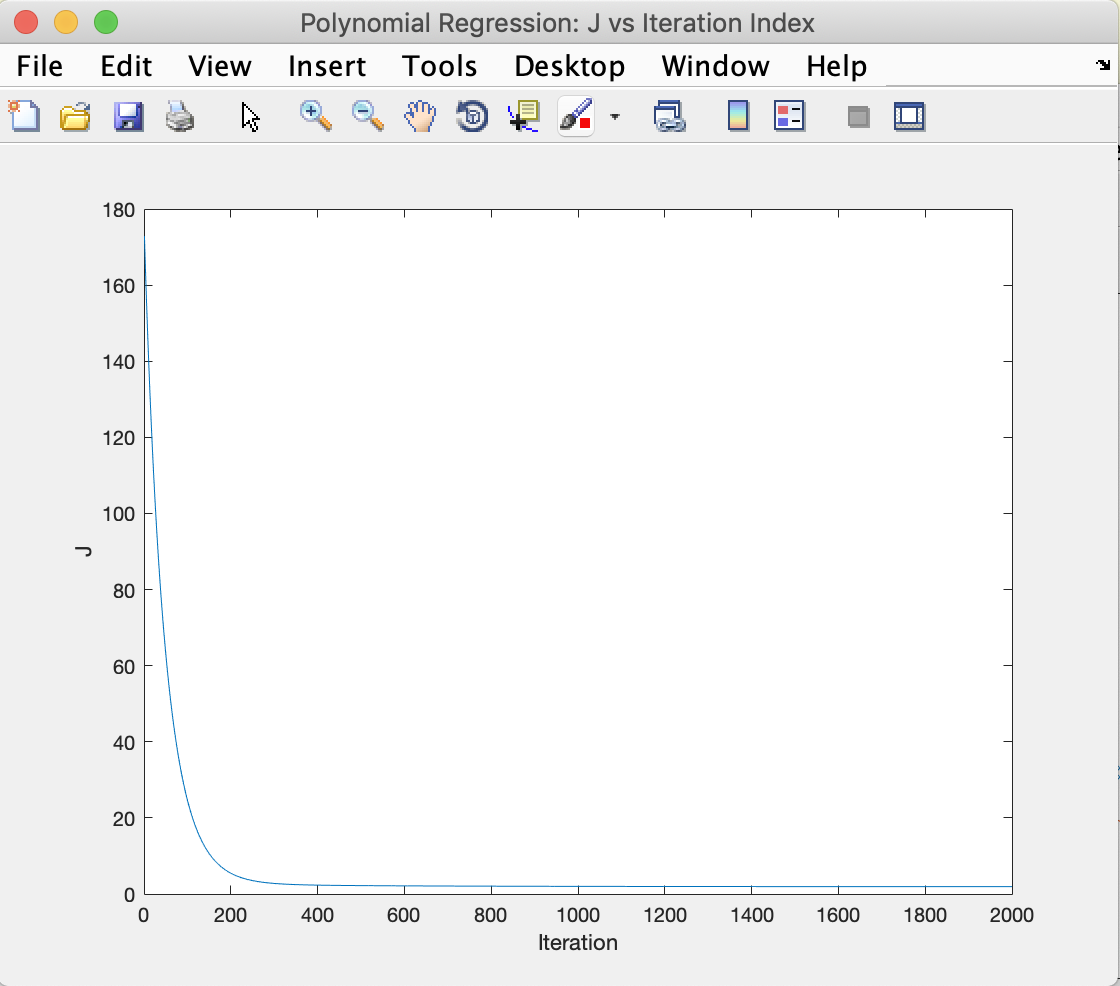 Polynomial Regression: J vs Iteration Index
File Edit View Insert Tools Desktop Window Help
180
160
140
120
100
80
60
40
20
0
J
0 200 400 600 800 1000 1200 1400 1600 1800 2000
Iteration